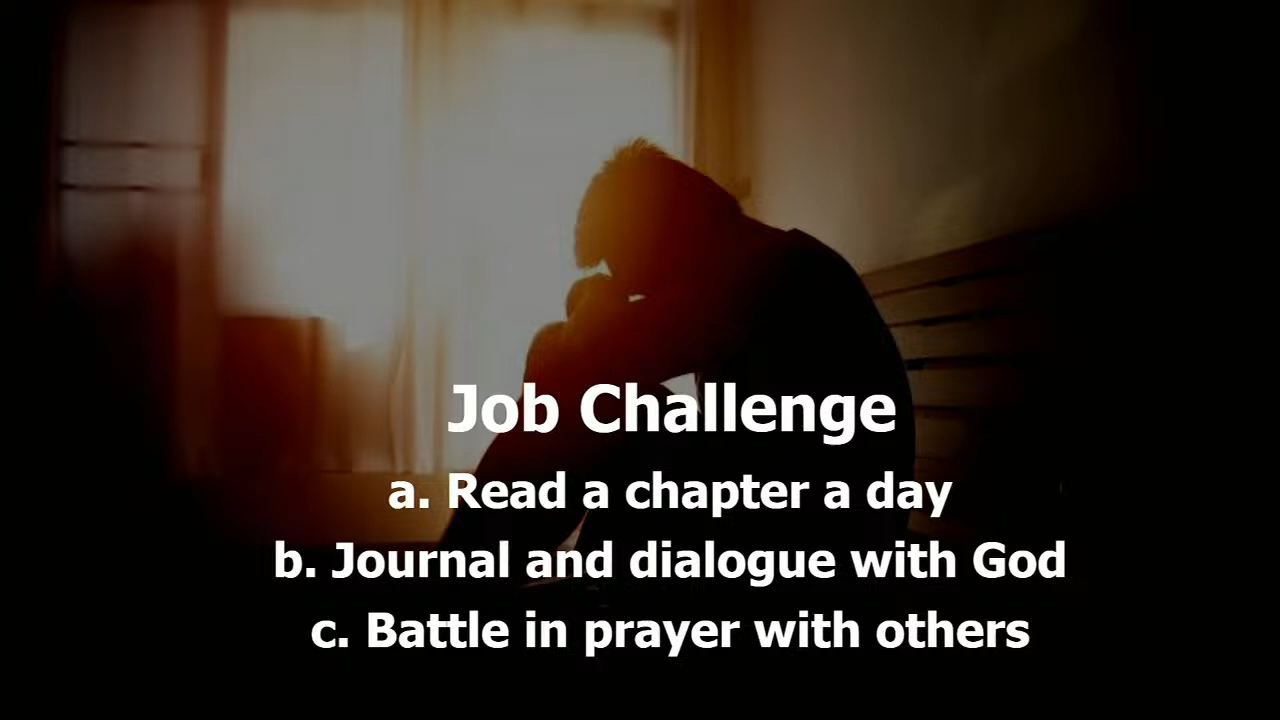 Job Challenge
a. Read a chapter a day
b. Journal and dialogue with God
c. Battle in prayer with others